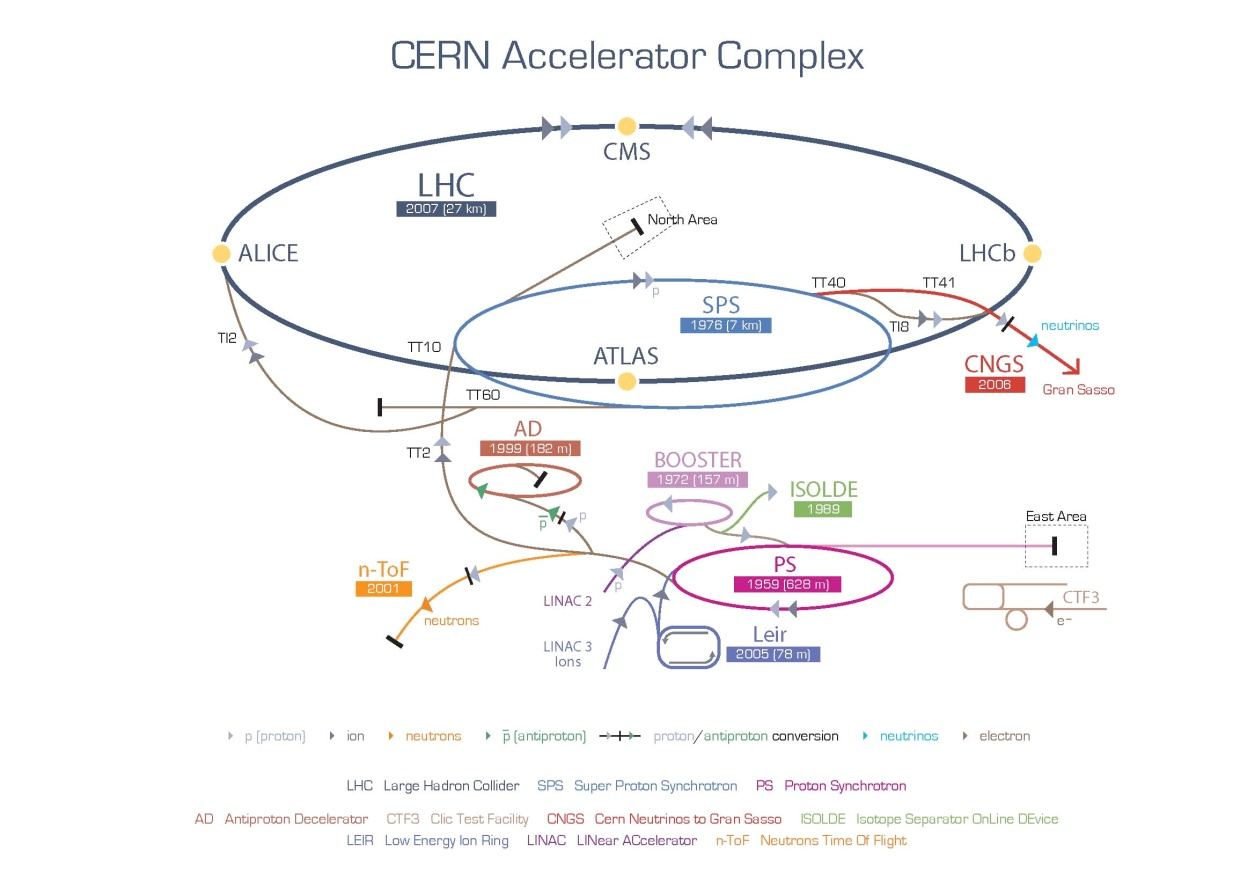 CERN Accelerator Complex
CMS
LHC
2007 (27 km)
North Area
ALICE
LHCb
TT40
TT41
p
SPS
1976 (7 km)
TI8
neutrinos
TI2
TT10
ATLAS
CNGS
2006
Gran Sasso
TT60
AD
1999 (182 m)
TT2
BOOSTER
1972 (157 m)
ISOLDE
1989
p̄
p
East Area
n-ToF
2001
PS
1959 (628 m)
p
LINAC 2
CTF3
neutrons
e−
Leir
2005 (78 m)
LINAC 3
Ions
p (proton) ion neutrons p̄ (antiproton) proton/antiproton conversion neutrinos electron
LHC Large Hadron Collider SPS Super Proton Synchrotron PS Proton Synchrotron
AD Antiproton Decelerator CTF3 Clic Test Facility CNGS Cern Neutrinos to Gran Sasso ISOLDE Isotope Separator OnLine DEvice
LEIR Low Energy Ion Ring LINAC LINear ACcelerator n-ToF Neutrons Time Of Flight